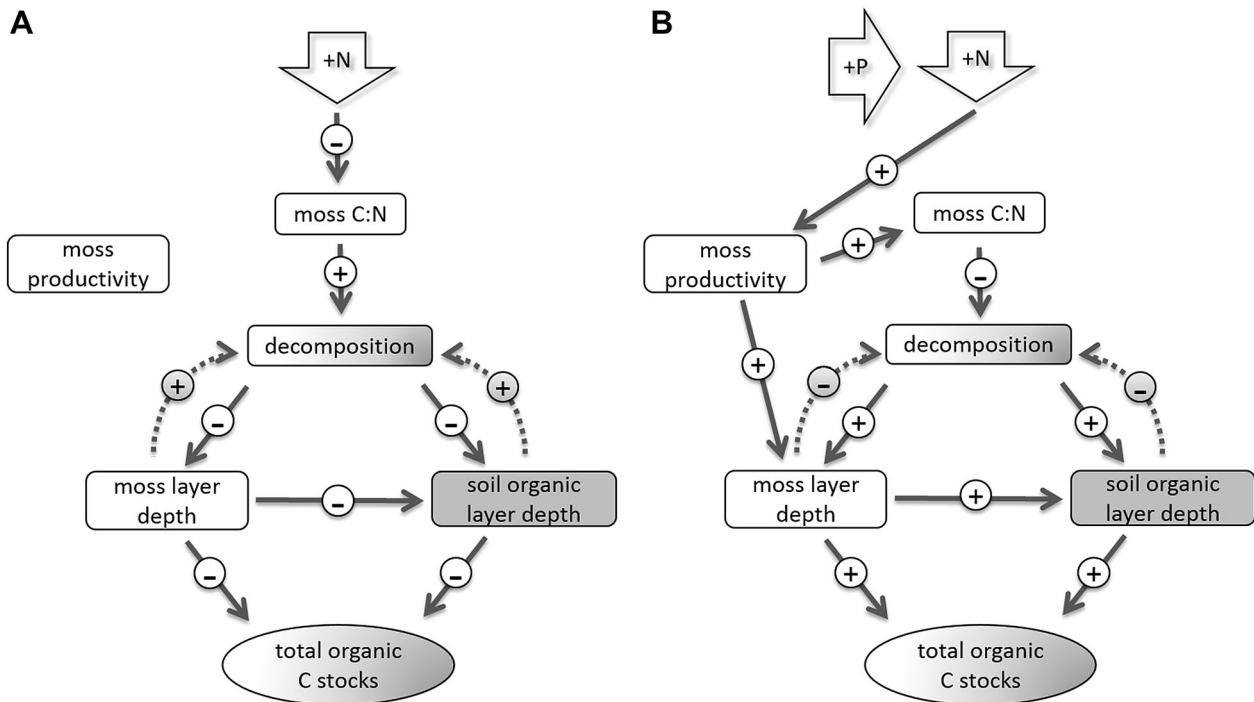 A
+N
-
moss C:N
moss
productivity
+
decomposition
+
+
-
-
moss layer
depth
-
soil organic
layer depth
-
-
total organic
C stocks
B
+P
+N
+
moss C:N
moss
productivity
+
-
decomposition
+
-
-
+
+
moss layer
depth
+
soil organic
layer depth
+
+
total organic
C stocks